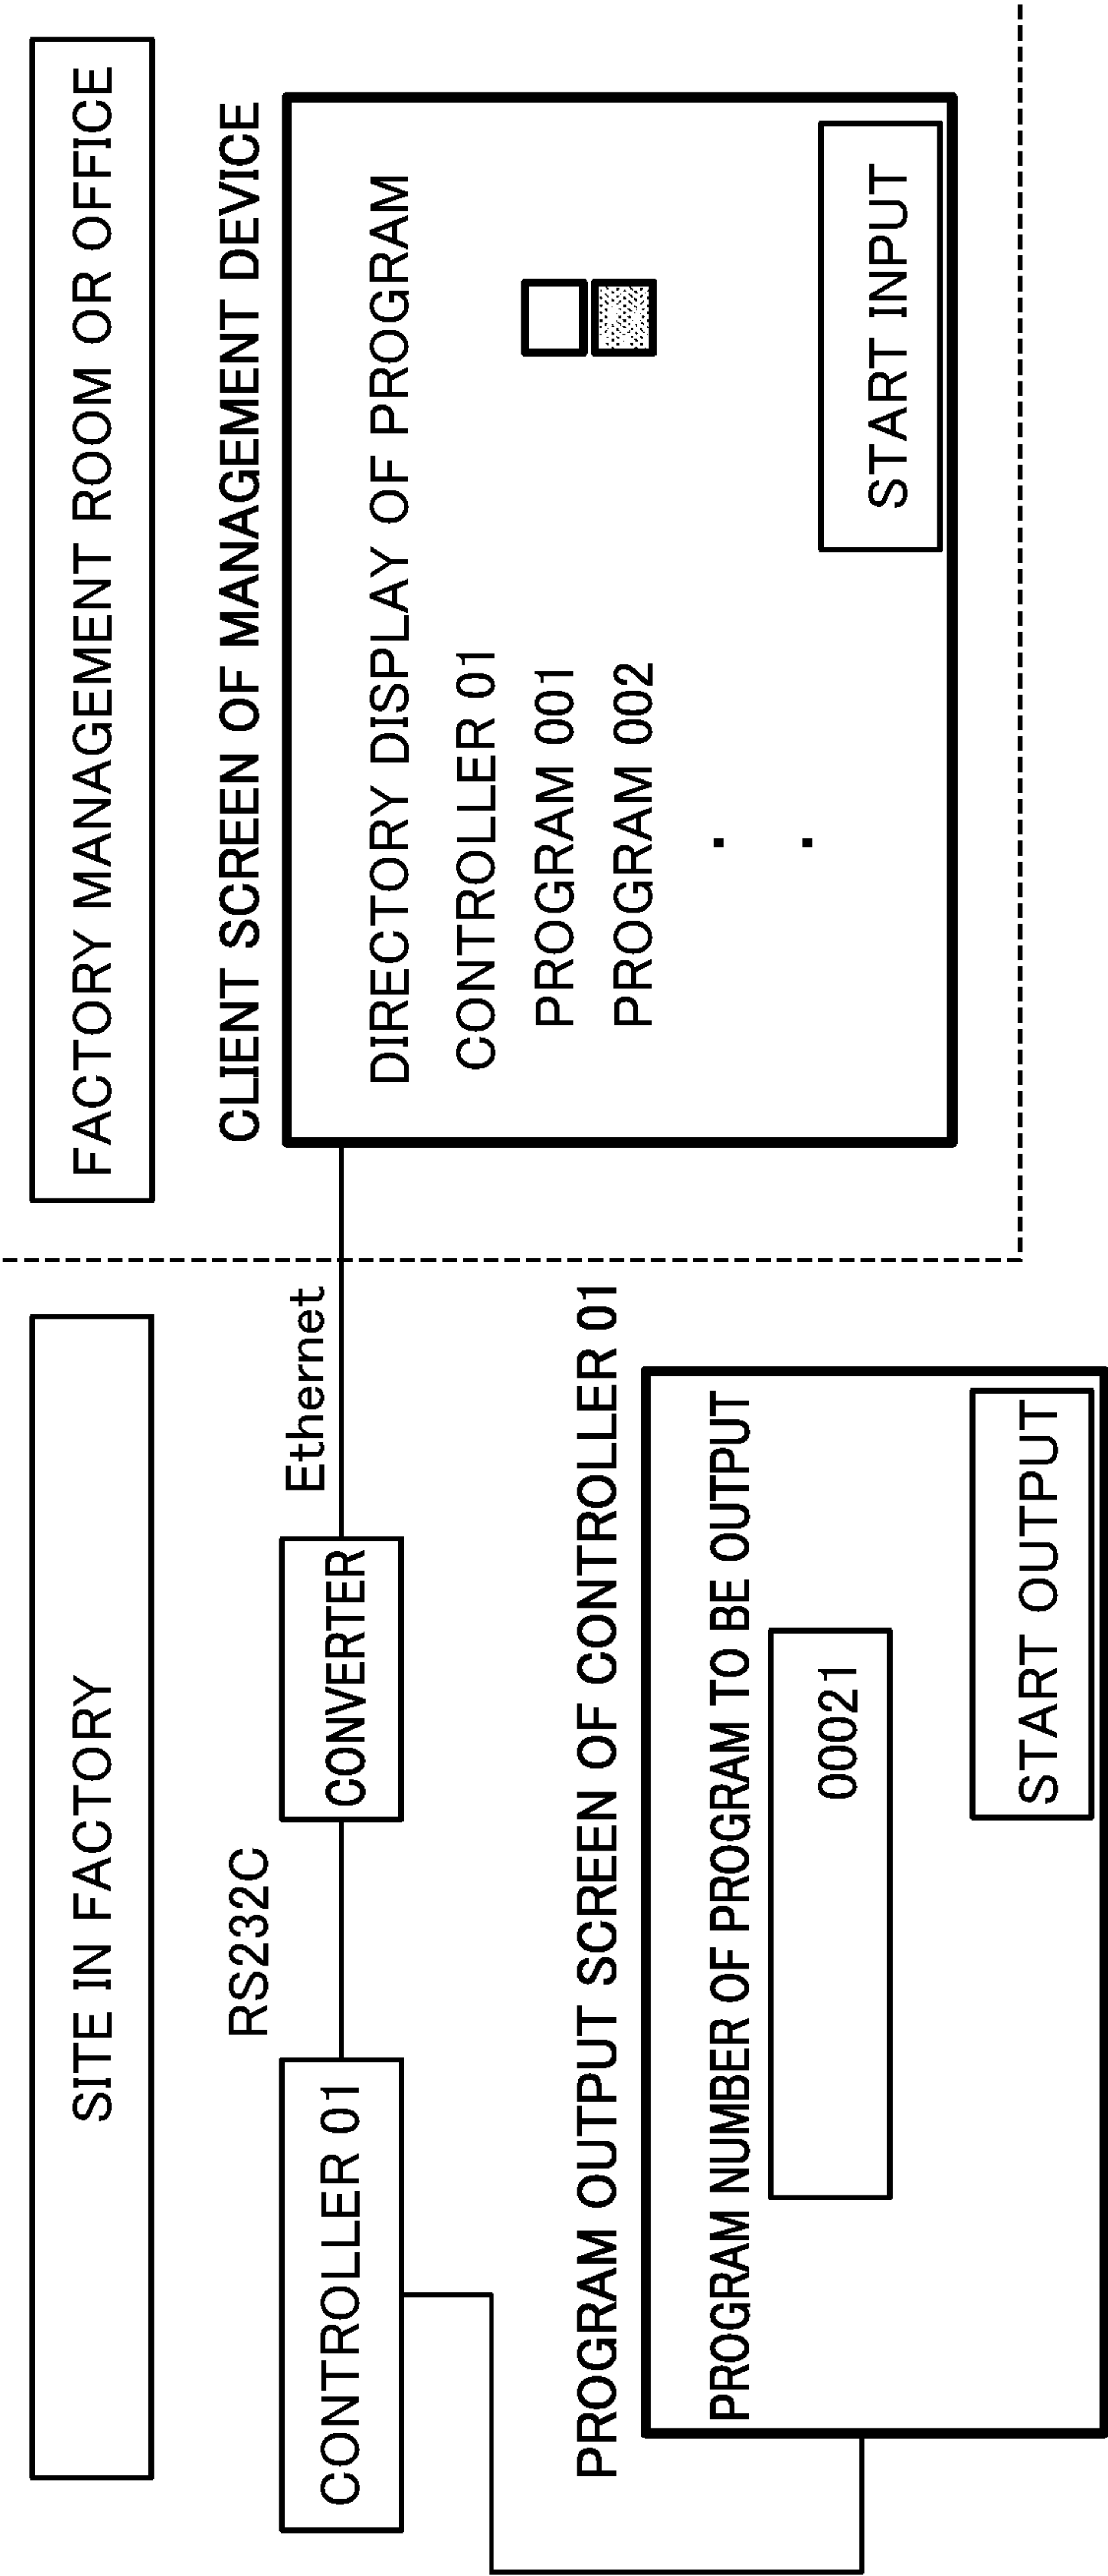 SITE IN FACTORY
FACTORY MANAGEMENT ROOM OR OFFICE
RS232C
CONTROLLER 01
CONVERTER
Ethernet
PROGRAM OUTPUT SCREEN OF CONTROLLER 01
PROGRAM NUMBER OF PROGRAM TO BE OUTPUT
00021
START OUTPUT
CLIENT SCREEN OF MANAGEMENT DEVICE
DIRECTORY DISPLAY OF PROGRAM
CONTROLLER 01
PROGRAM 001
PROGRAM 002
.
.
START INPUT